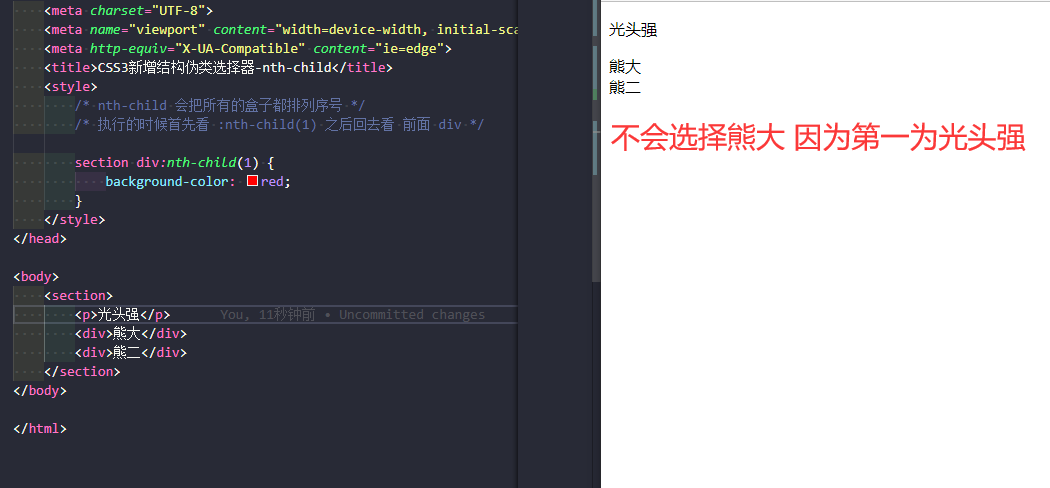 <meta charset="UTF-8">
<meta name="viewport" content="width=device-width, initial-sca
<meta http-equiv="X-UA-Compatible" content="ie=edge">
<title>CSS3新增结构伪类选择器-nth-child</title>
<style>
/* nth-child 会把所有的盒子都排列序号 */
/* 执行的时候首先看 :nth-child(1) 之后回去看 前面 div */
section div:nth-child(1) {
background-color: red;
}
</style>
</head>
<body>
<section>
<p>光头强</p> You, 11秒钟前 • Uncommitted changes
<div>熊大</div>
<div>熊二</div>
</section>
</body>
</html>
光头强
熊大
熊二
不会选择熊大 因为第一为光头强